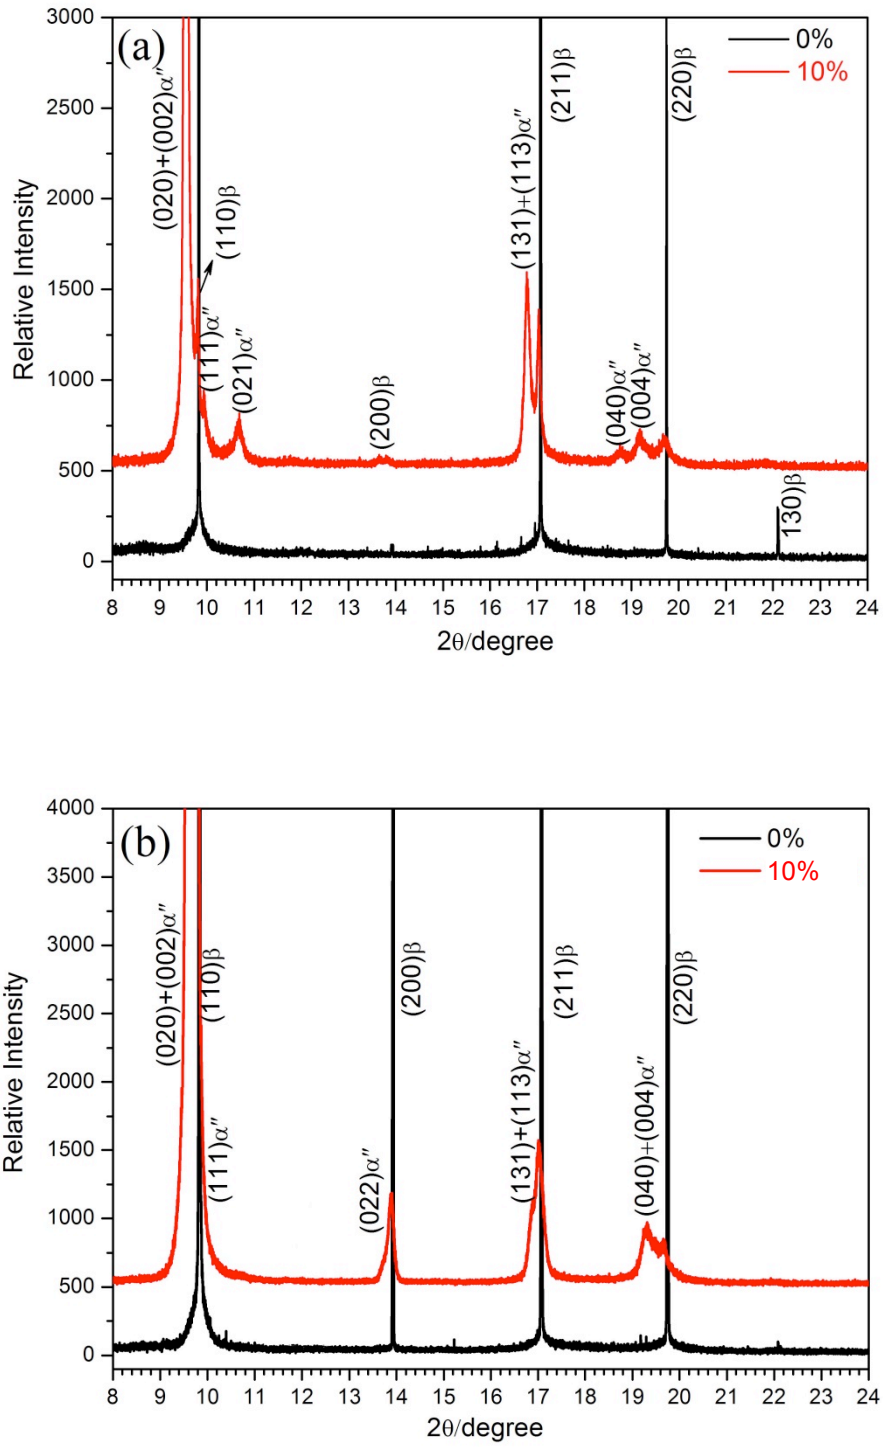 (a)
0%
10%
(020)+(002)α″
(110)β
(111)α″
(021)α″
(200)β
(131)+(113)α″
(211)β
(040)α″
(004)α″
(220)β
130)β
Relative Intensity
3000
2500
2000
1500
1000
500
0
8 9 10 11 12 13 14 15 16 17 18 19 20 21 22 23 24
2θ/degree
(b)
0%
10%
(020)+(002)α″
(110)β
(111)α″
(022)α″
(200)β
(131)+(113)α″
(211)β
(040)+(004)α″
(220)β
Relative Intensity
4000
3500
3000
2500
2000
1500
1000
500
0
8 9 10 11 12 13 14 15 16 17 18 19 20 21 22 23 24
2θ/degree